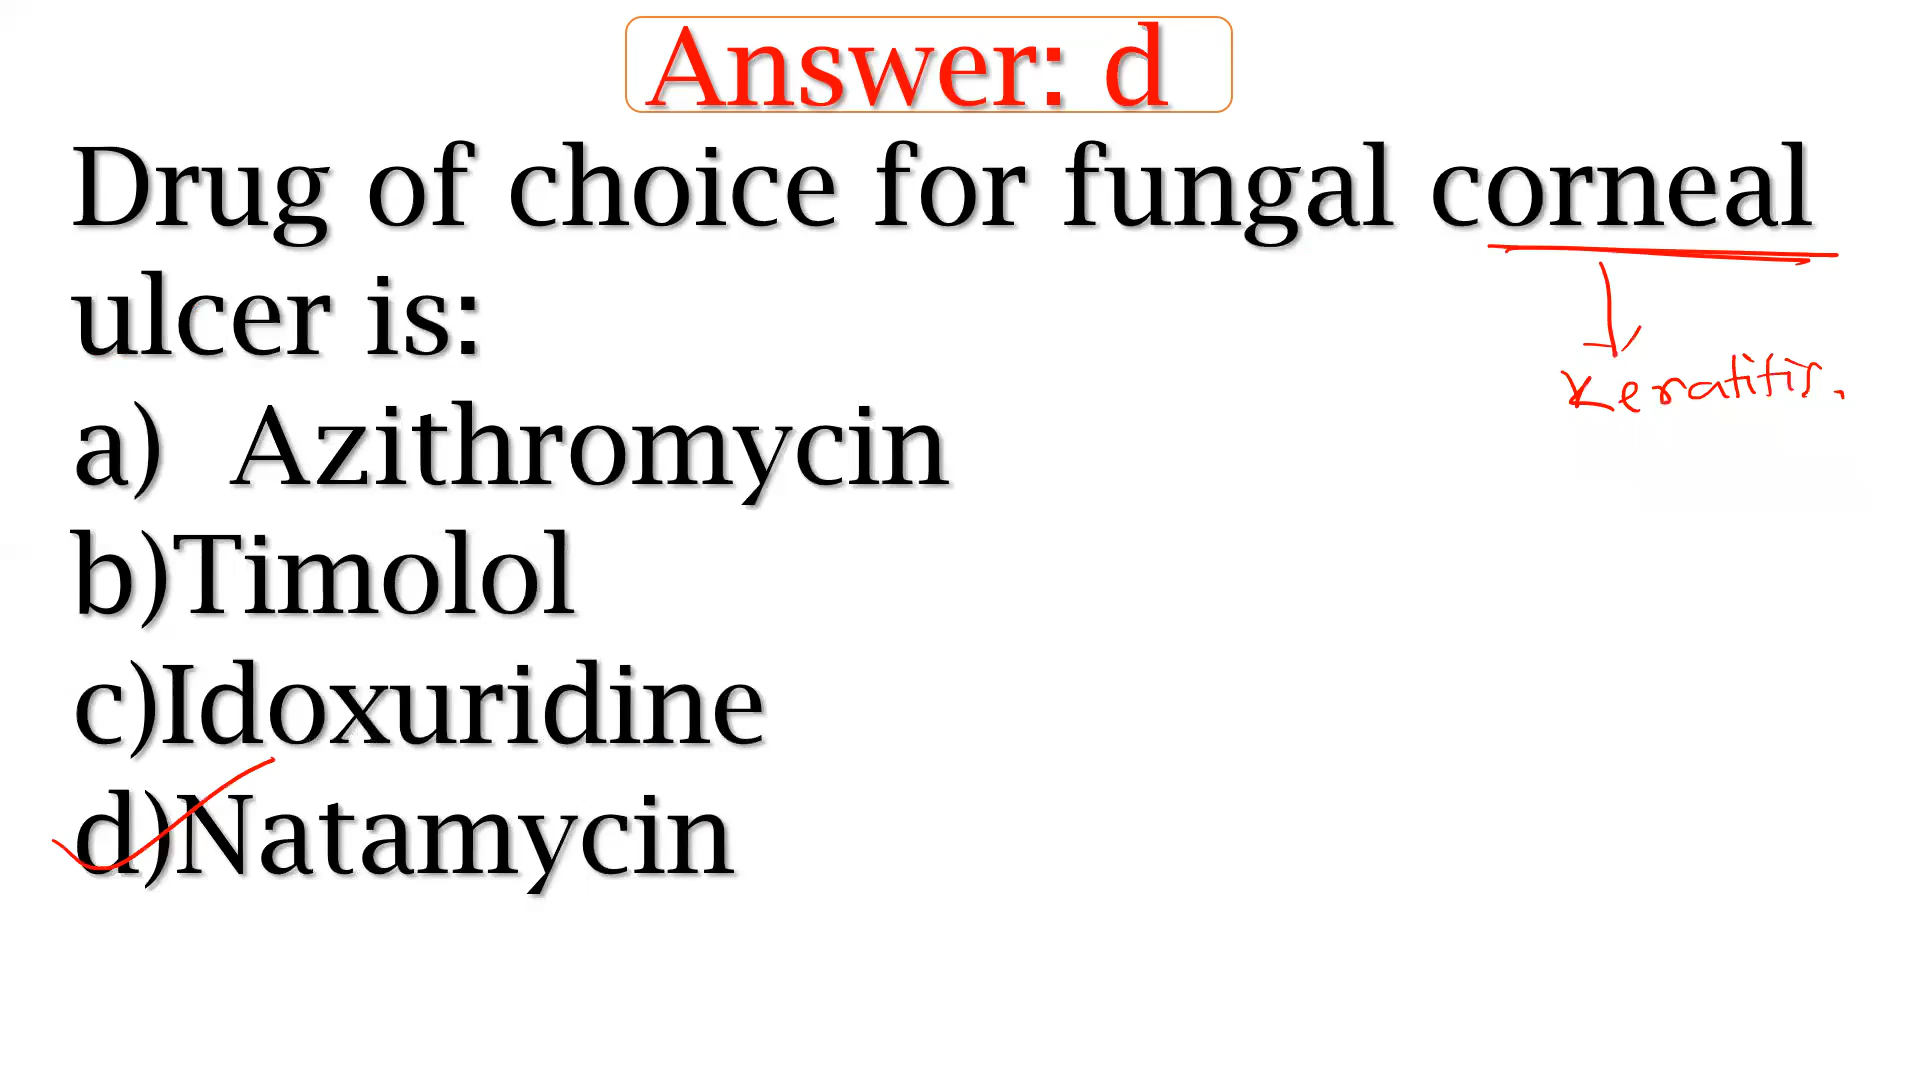 Answer: d
Drug of choice for fungal corneal
ulcer is:
Keratitis.
a) Azithromycin
b)Timolol
c)Idoxuridine
d)Natamycin